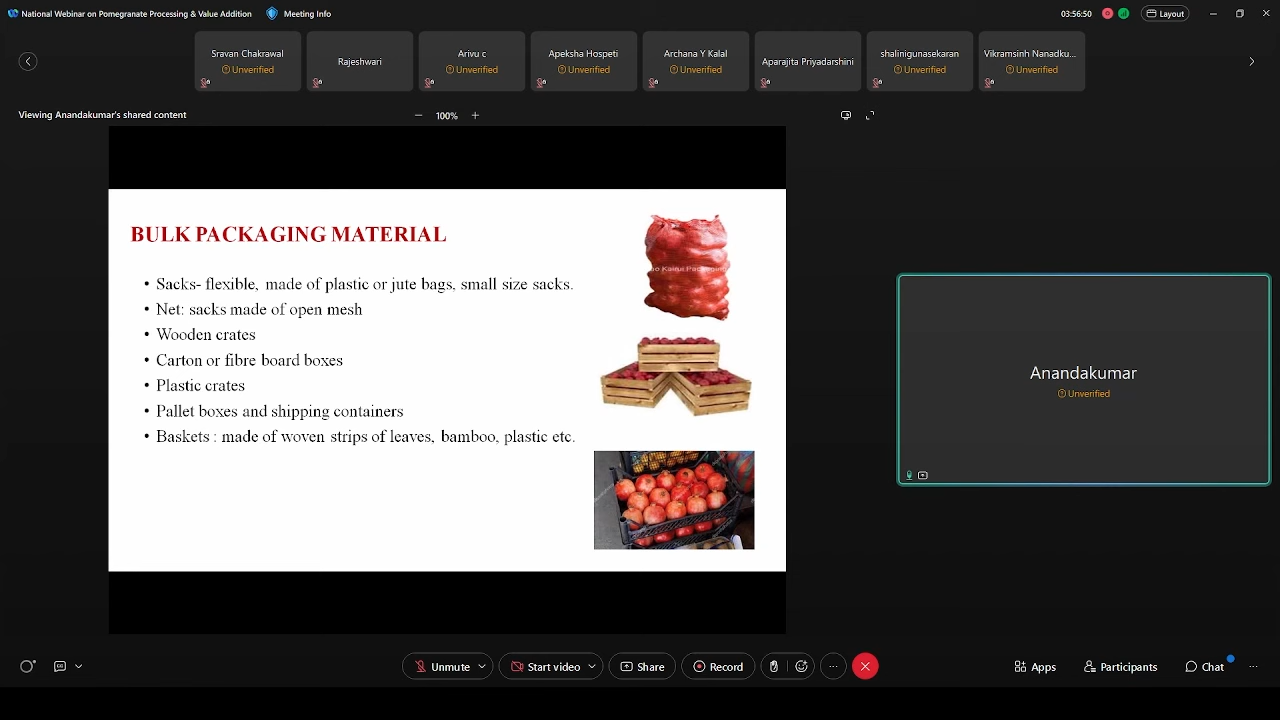 National Webinar on Pomegranate Processing & Value Addition
Meeting Info
03:56:50
Layout
Sravan Chakrawal
Unverified
Rajeshwari
Arivu c
Unverified
Apeksha Hospeti
Unverified
Archana Y Kalal
Unverified
Aparajita Priyadarshini
shalinigunasekaran
Unverified
Vikramsinh Nanadku...
Unverified
Viewing Anandakumar's shared content
100%
BULK PACKAGING MATERIAL
• Sacks- flexible, made of plastic or jute bags, small size sacks.
• Net: sacks made of open mesh
• Wooden crates
• Carton or fibre board boxes
• Plastic crates
• Pallet boxes and shipping containers
• Baskets : made of woven strips of leaves, bamboo, plastic etc.
Anandakumar
Unverified
Unmute
Start video
Share
Record
Apps
Participants
Chat